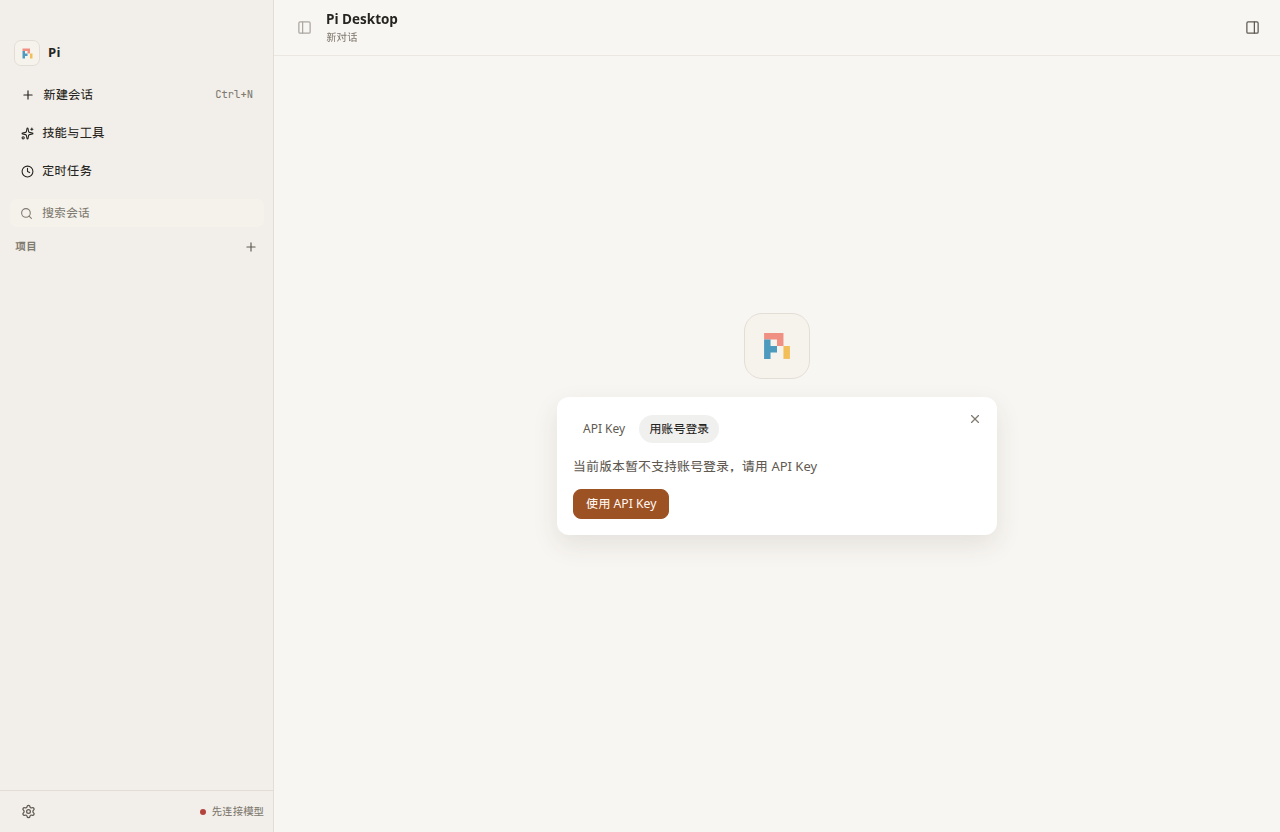 Pi
新建会话 Ctrl+N
技能与工具
定时任务
搜索会话
项目
先连接模型
Pi Desktop
新对话
API Key 用账号登录
当前版本暂不支持账号登录，请用 API Key
使用 API Key